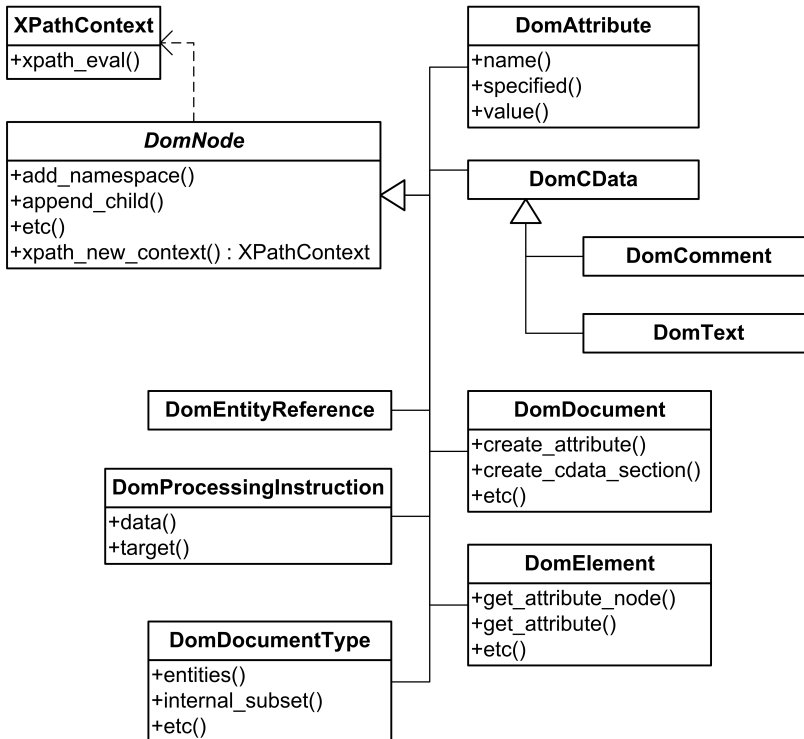 XPathContext
+xpath_eval()
DomNode
+add_namespace()
+append_child()
+etc()
+xpath_new_context() : XPathContext
DomAttribute
+name()
+specified()
+value()
DomCData
DomComment
DomText
DomEntityReference
DomProcessingInstruction
+data()
+target()
DomDocumentType
+entities()
+internal_subset()
+etc()
DomDocument
+create_attribute()
+create_cdata_section()
+etc()
DomElement
+get_attribute_node()
+get_attribute()
+etc()